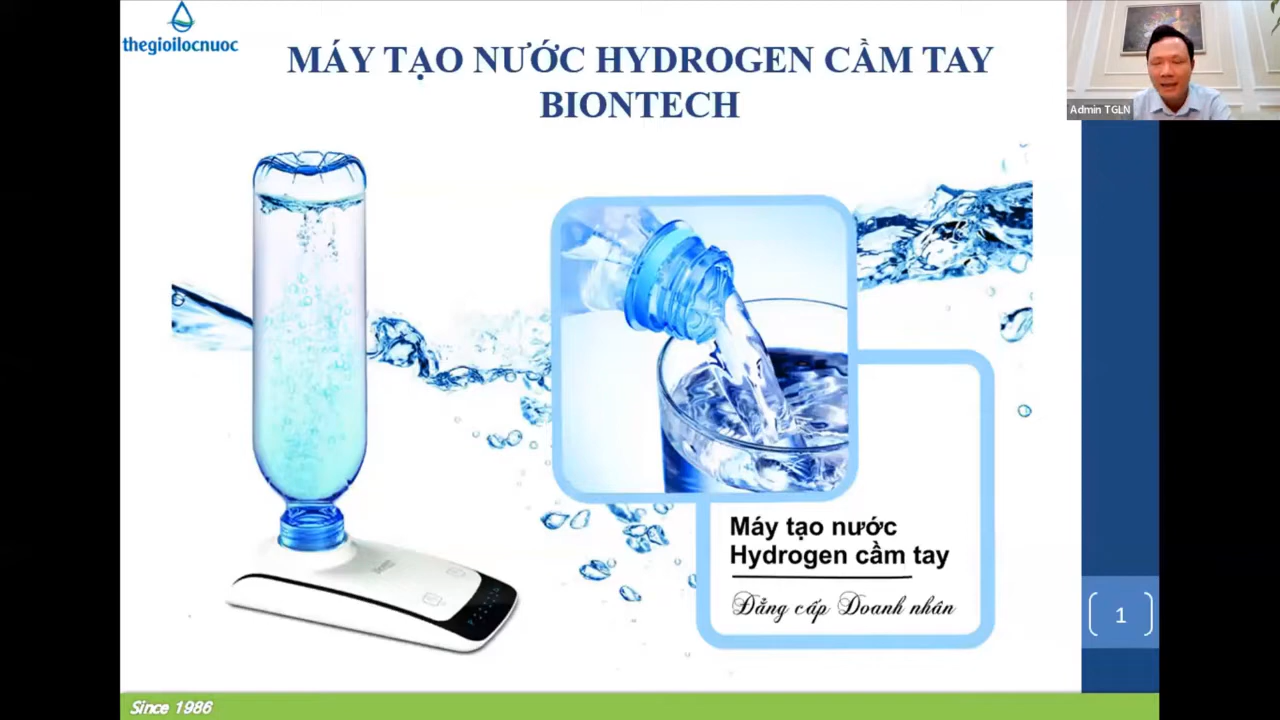 thegioilocnuoc
MÁY TẠO NƯỚC HYDROGEN CẦM TAY
BIONTECH
Admin TGLN
Máy tạo nước
Hydrogen cầm tay
Đẳng cấp Doanh nhân
1
Since 1986